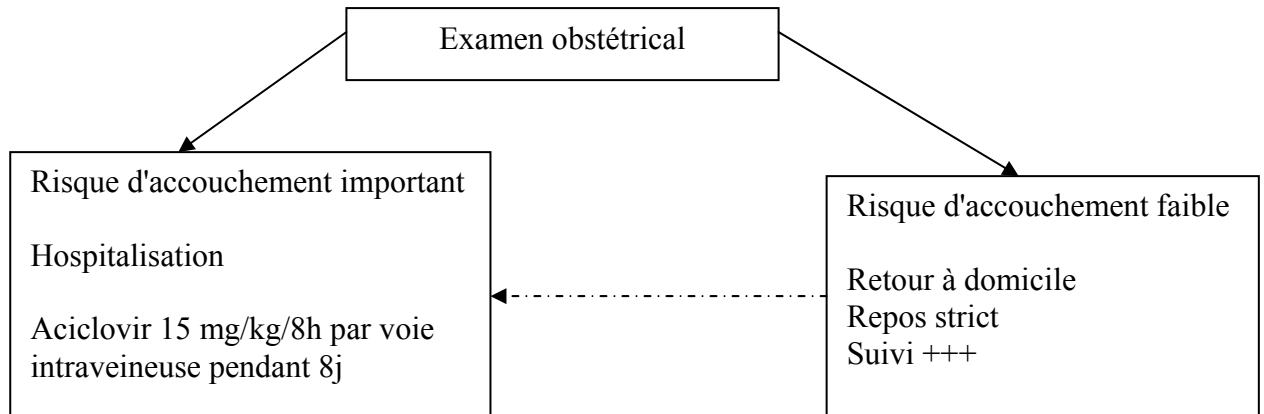 Examen obstétrical
Risque d'accouchement important
Hospitalisation
Aciclovir 15 mg/kg/8h par voie
intraveineuse pendant 8j
Risque d'accouchement faible
Retour à domicile
Repos strict
Suivi +++